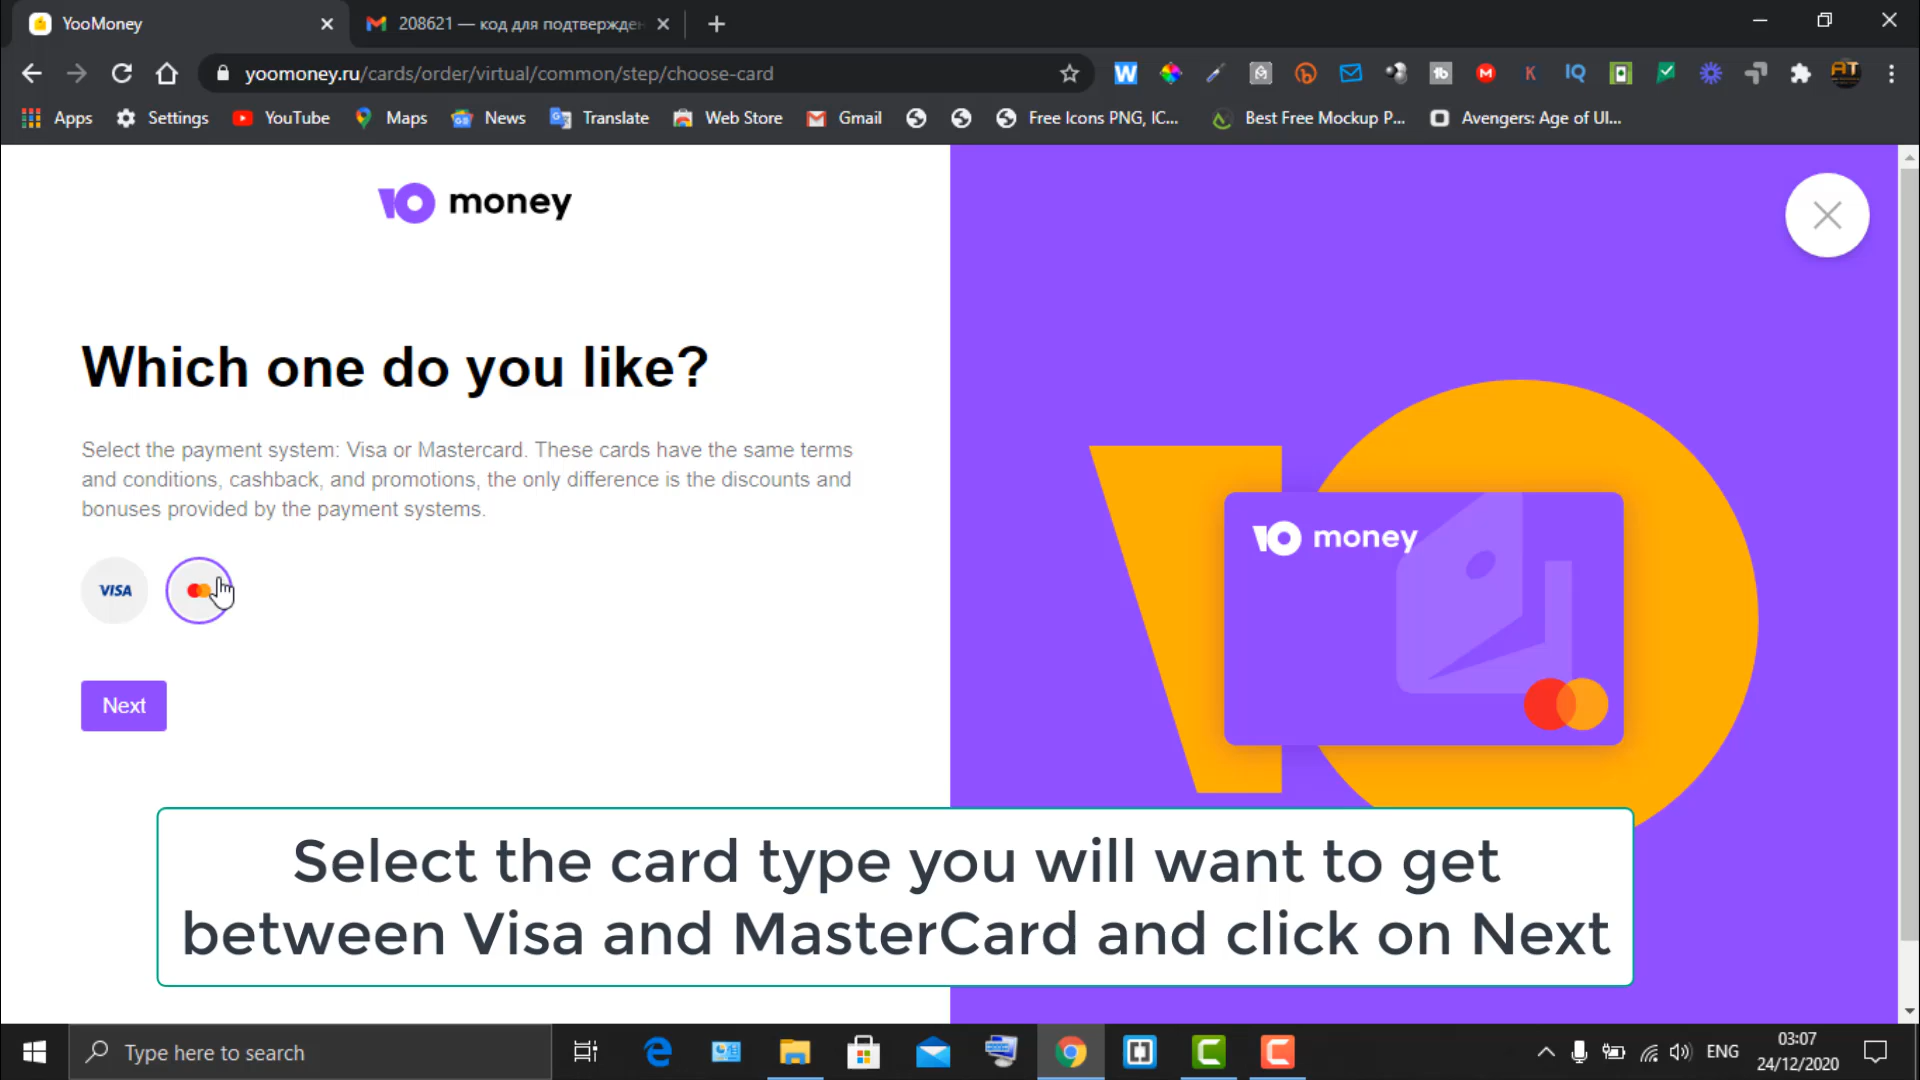 YooMoney
208621 — код для подтвержден
yoomoney.ru/cards/order/virtual/common/step/choose-card
Apps
Settings
YouTube
Maps
News
Translate
Web Store
Gmail
Free Icons PNG, IC...
Best Free Mockup P...
Avengers: Age of Ul...
money
Which one do you like?
Select the payment system: Visa or Mastercard. These cards have the same terms
and conditions, cashback, and promotions, the only difference is the discounts and
bonuses provided by the payment systems.
VISA
Next
money
Select the card type you will want to get
between Visa and MasterCard and click on Next
Type here to search
ENG
03:07
24/12/2020